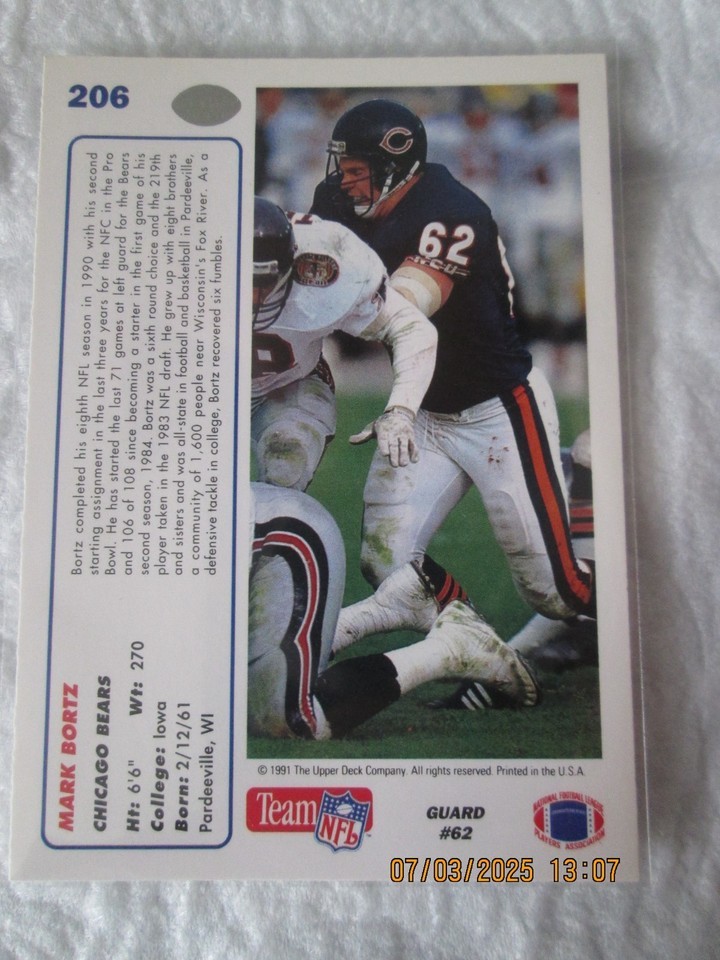 206
MARK BORTZ
CHICAGO BEARS
Ht: 6'6" Wt: 270
College: Iowa
Born: 2/12/61
Pardeeville, WI
Bortz completed his eighth NFL season in 1990 with his second
starting assignment in the last three years for the NFC in the Pro
Bowl. He has started the last 71 games at left guard for the Bears
and 106 of 108 since becoming a starter in the first game of his
second season, 1984. Bortz was a sixth round choice and the 219th
player taken in the 1983 NFL draft. He grew up with eight brothers
and sisters and was all-state in football and basketball in Pardeeville,
a community of 1,600 people near Wisconsin's Fox River. As a
defensive tackle in college, Bortz recovered six fumbles.
C
62
© 1991 The Upper Deck Company. All rights reserved. Printed in the U.S.A.
Team
NFL
GUARD
#62
NATIONAL FOOTBALL LEAGUE
PLAYERS ASSOCIATION
07/03/2025 13:07